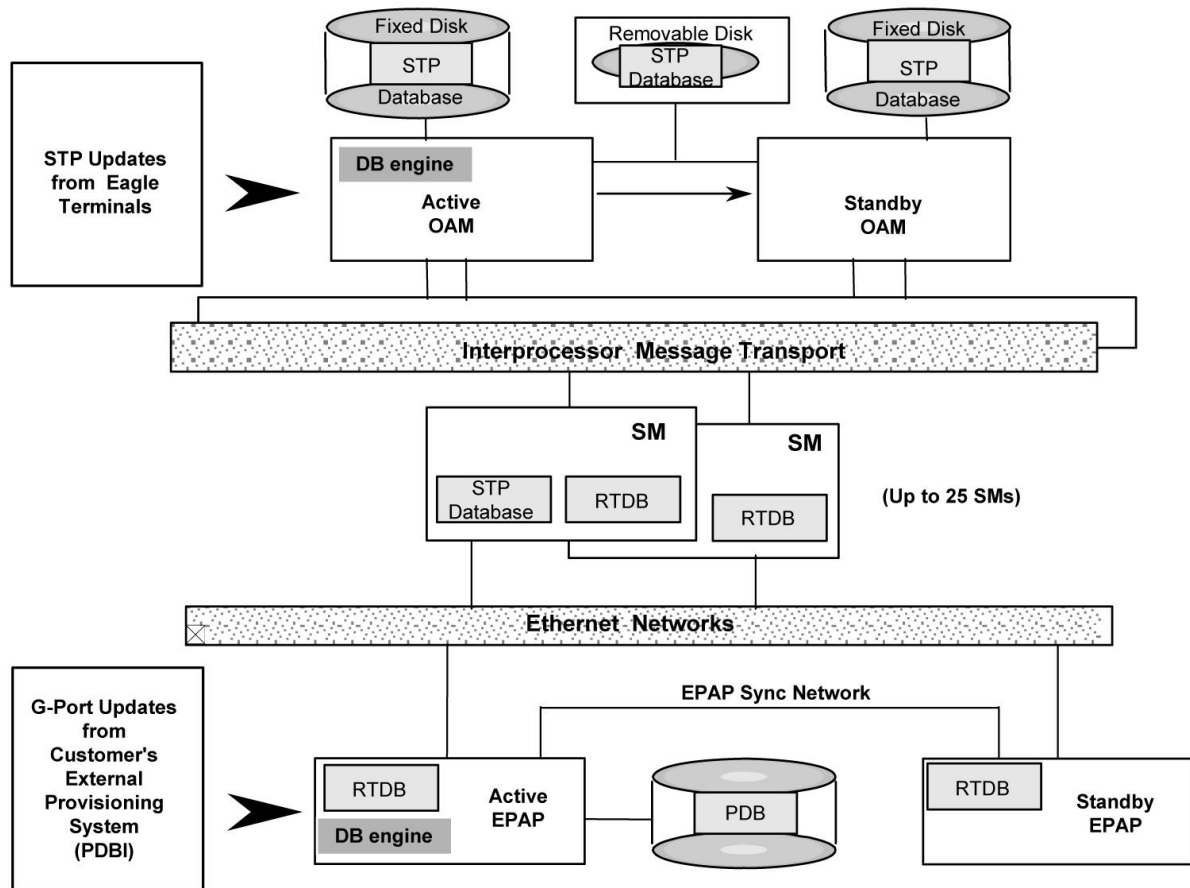 Fixed Disk
STP
Database
Removable Disk
STP
Database
Fixed Disk
STP
Database
STP Updates
from Eagle
Terminals
DB engine
Active
OAM
Standby
OAM
Interprocessor Message Transport
SM
STP
Database
RTDB
SM
RTDB
(Up to 25 SMs)
Ethernet Networks
G-Port Updates
from
Customer's
External
Provisioning
System
(PDBI)
EPAP Sync Network
RTDB
DB engine
Active
EPAP
PDB
RTDB
Standby
EPAP